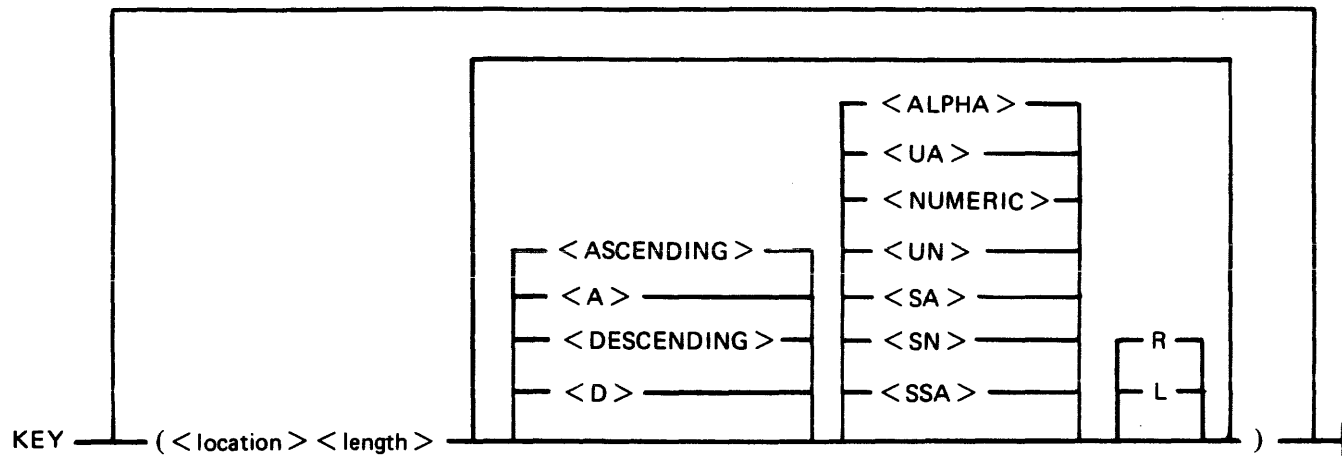 <ALPHA>
<UA>
<NUMERIC>
<ASCENDING> <UN>
<A> <SA>
<DESCENDING> <SN> R
<D> <SSA> L
KEY (<location> <length> )